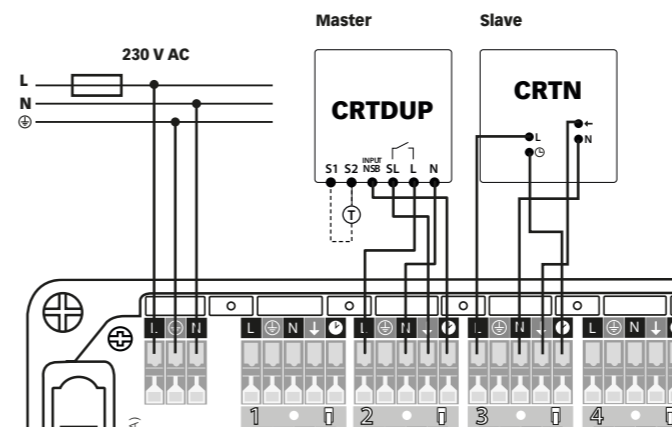 Master Slave
230 V AC
L
N
CRTDUP CRTN
S1 S2 INPUT NSB SL L N
L ← N
T
L N L N L N L N L N
1 2 3 4
A)